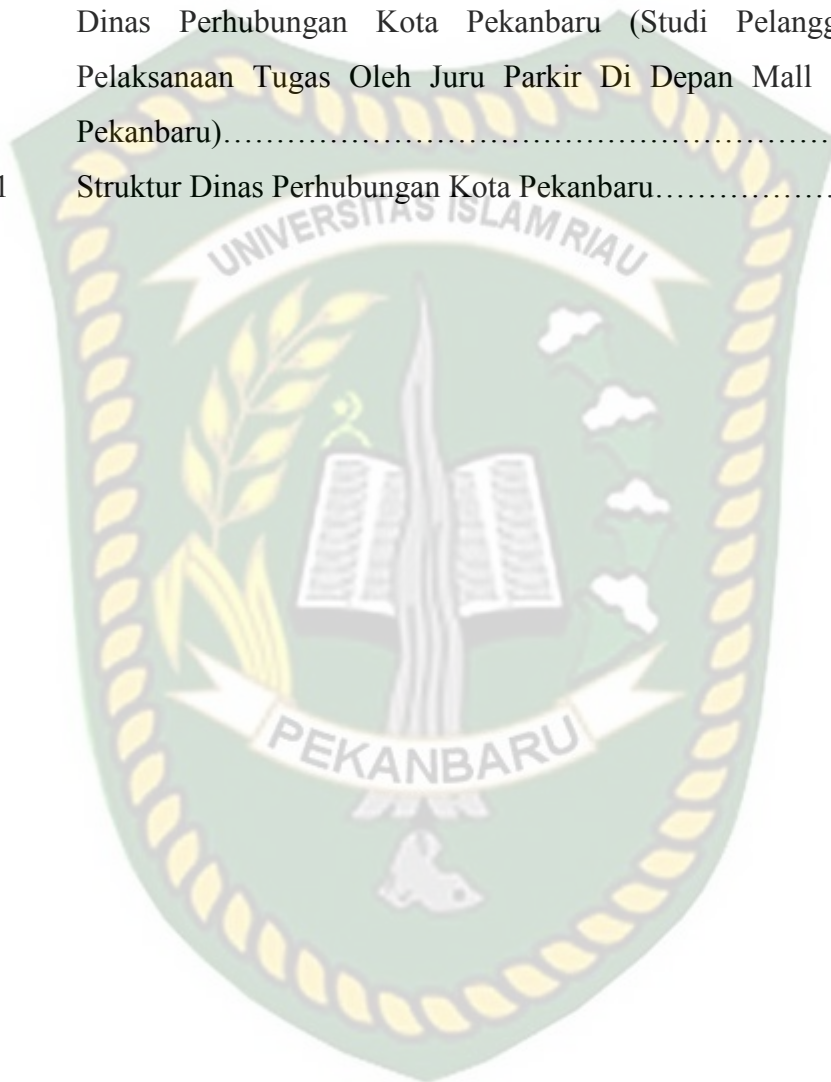 Dinas Perhubungan Kota Pekanbaru (Studi
Pelaksanaan Tugas Oleh Juru Parkir Di Depan Mall
Pekanbaru)……………………………………………………
1 Struktur Dinas Perhubungan Kota Pekanbaru………………
UNIVERSITAS ISLAM RIAU
PEKANBARU